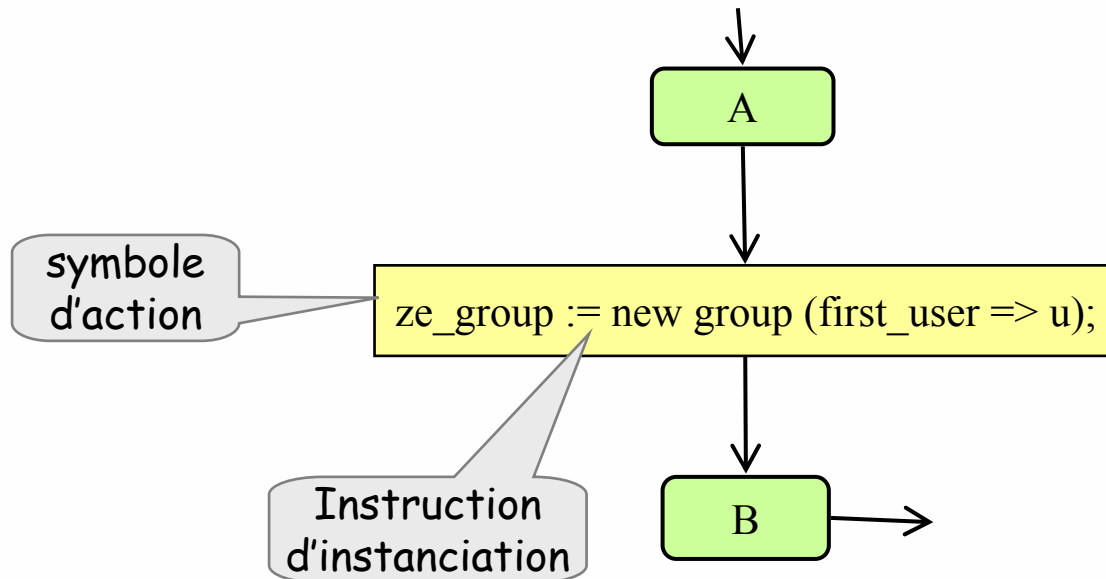 A
symbole
d'action
ze_group := new group (first_user => u);
Instruction
d'instanciation
B